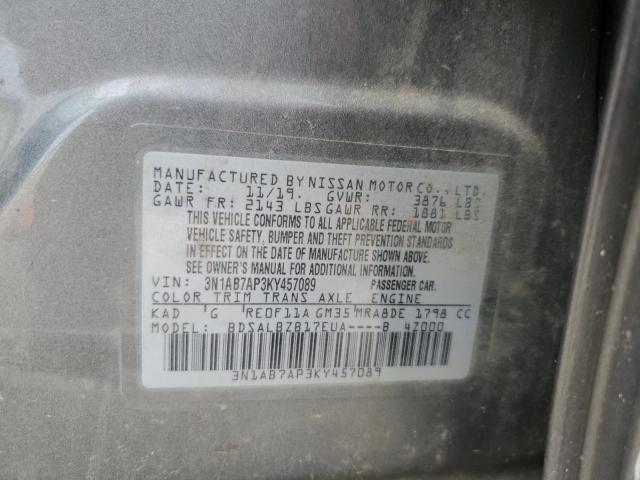 MANUFACTURED BY NISSAN MOTOR CO., LTD.
DATE: 11/19. GVWR: 3876 LBS
GAWR FR: 2143 LBS GAWR RR: 1881 LBS
THIS VEHICLE CONFORMS TO ALL APPLICABLE FEDERAL MOTOR
VEHICLE SAFETY, BUMPER AND THEFT PREVENTION STANDARDS
IN EFFECT ON THE DATE OF MANUFACTURE SHOWN ABOVE.
SEE OWNER'S MANUAL FOR ADDITIONAL INFORMATION.
VIN: 3N1AB7AP3KY457089 PASSENGER CAR.
COLOR TRIM TRANS AXLE ENGINE
KAD G RE0F11A GM35 MRA8DE 1798 CC
MODEL: BDSALBZB17EUA----B 4Z000
3N1AB7AP3KY457089